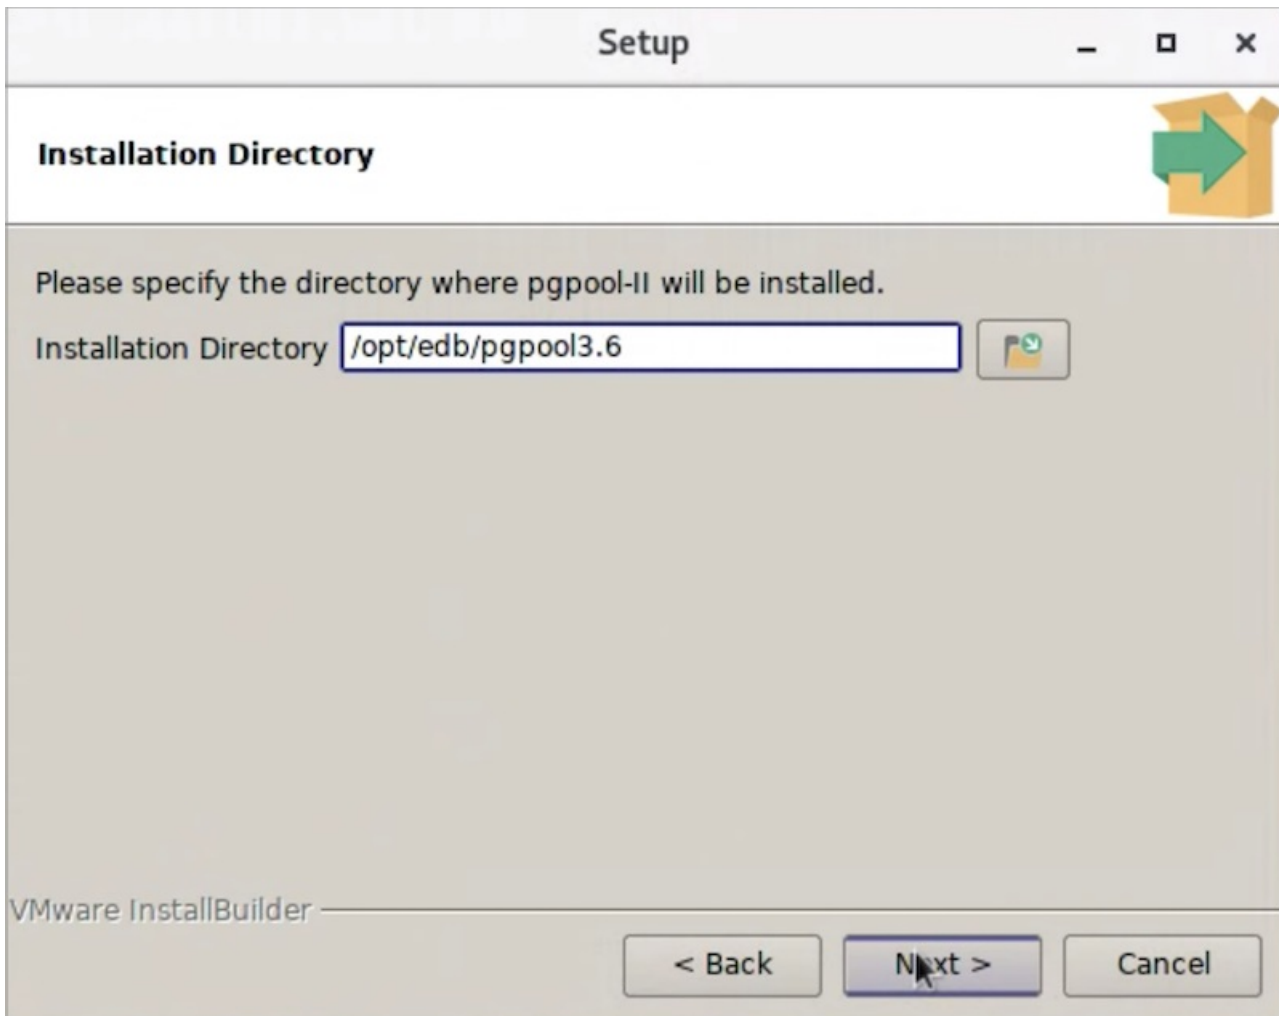 Setup
Installation Directory
Please specify the directory where pgpool-II will be installed.
Installation Directory /opt/edb/pgpool3.6
VMware InstallBuilder
< Back Next > Cancel